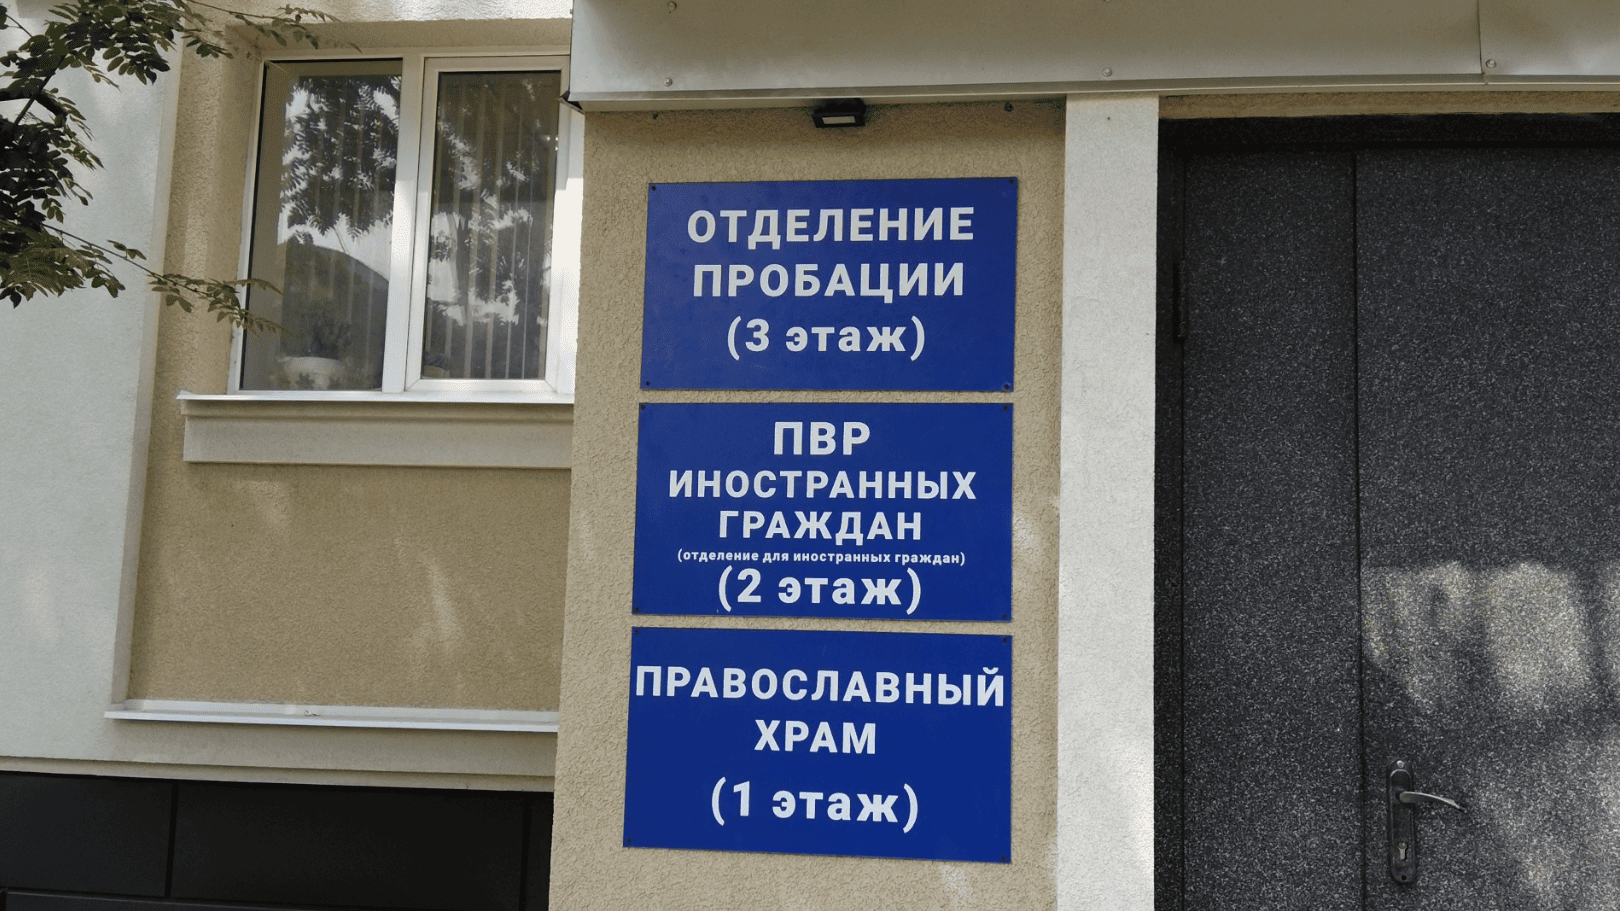 ОТДЕЛЕНИЕ
ПРОБАЦИИ
(3 этаж)
ПВР
ИНОСТРАННЫХ
ГРАЖДАН
(отделение для иностранных граждан)
(2 этаж)
ПРАВОСЛАВНЫЙ
ХРАМ
(1 этаж)